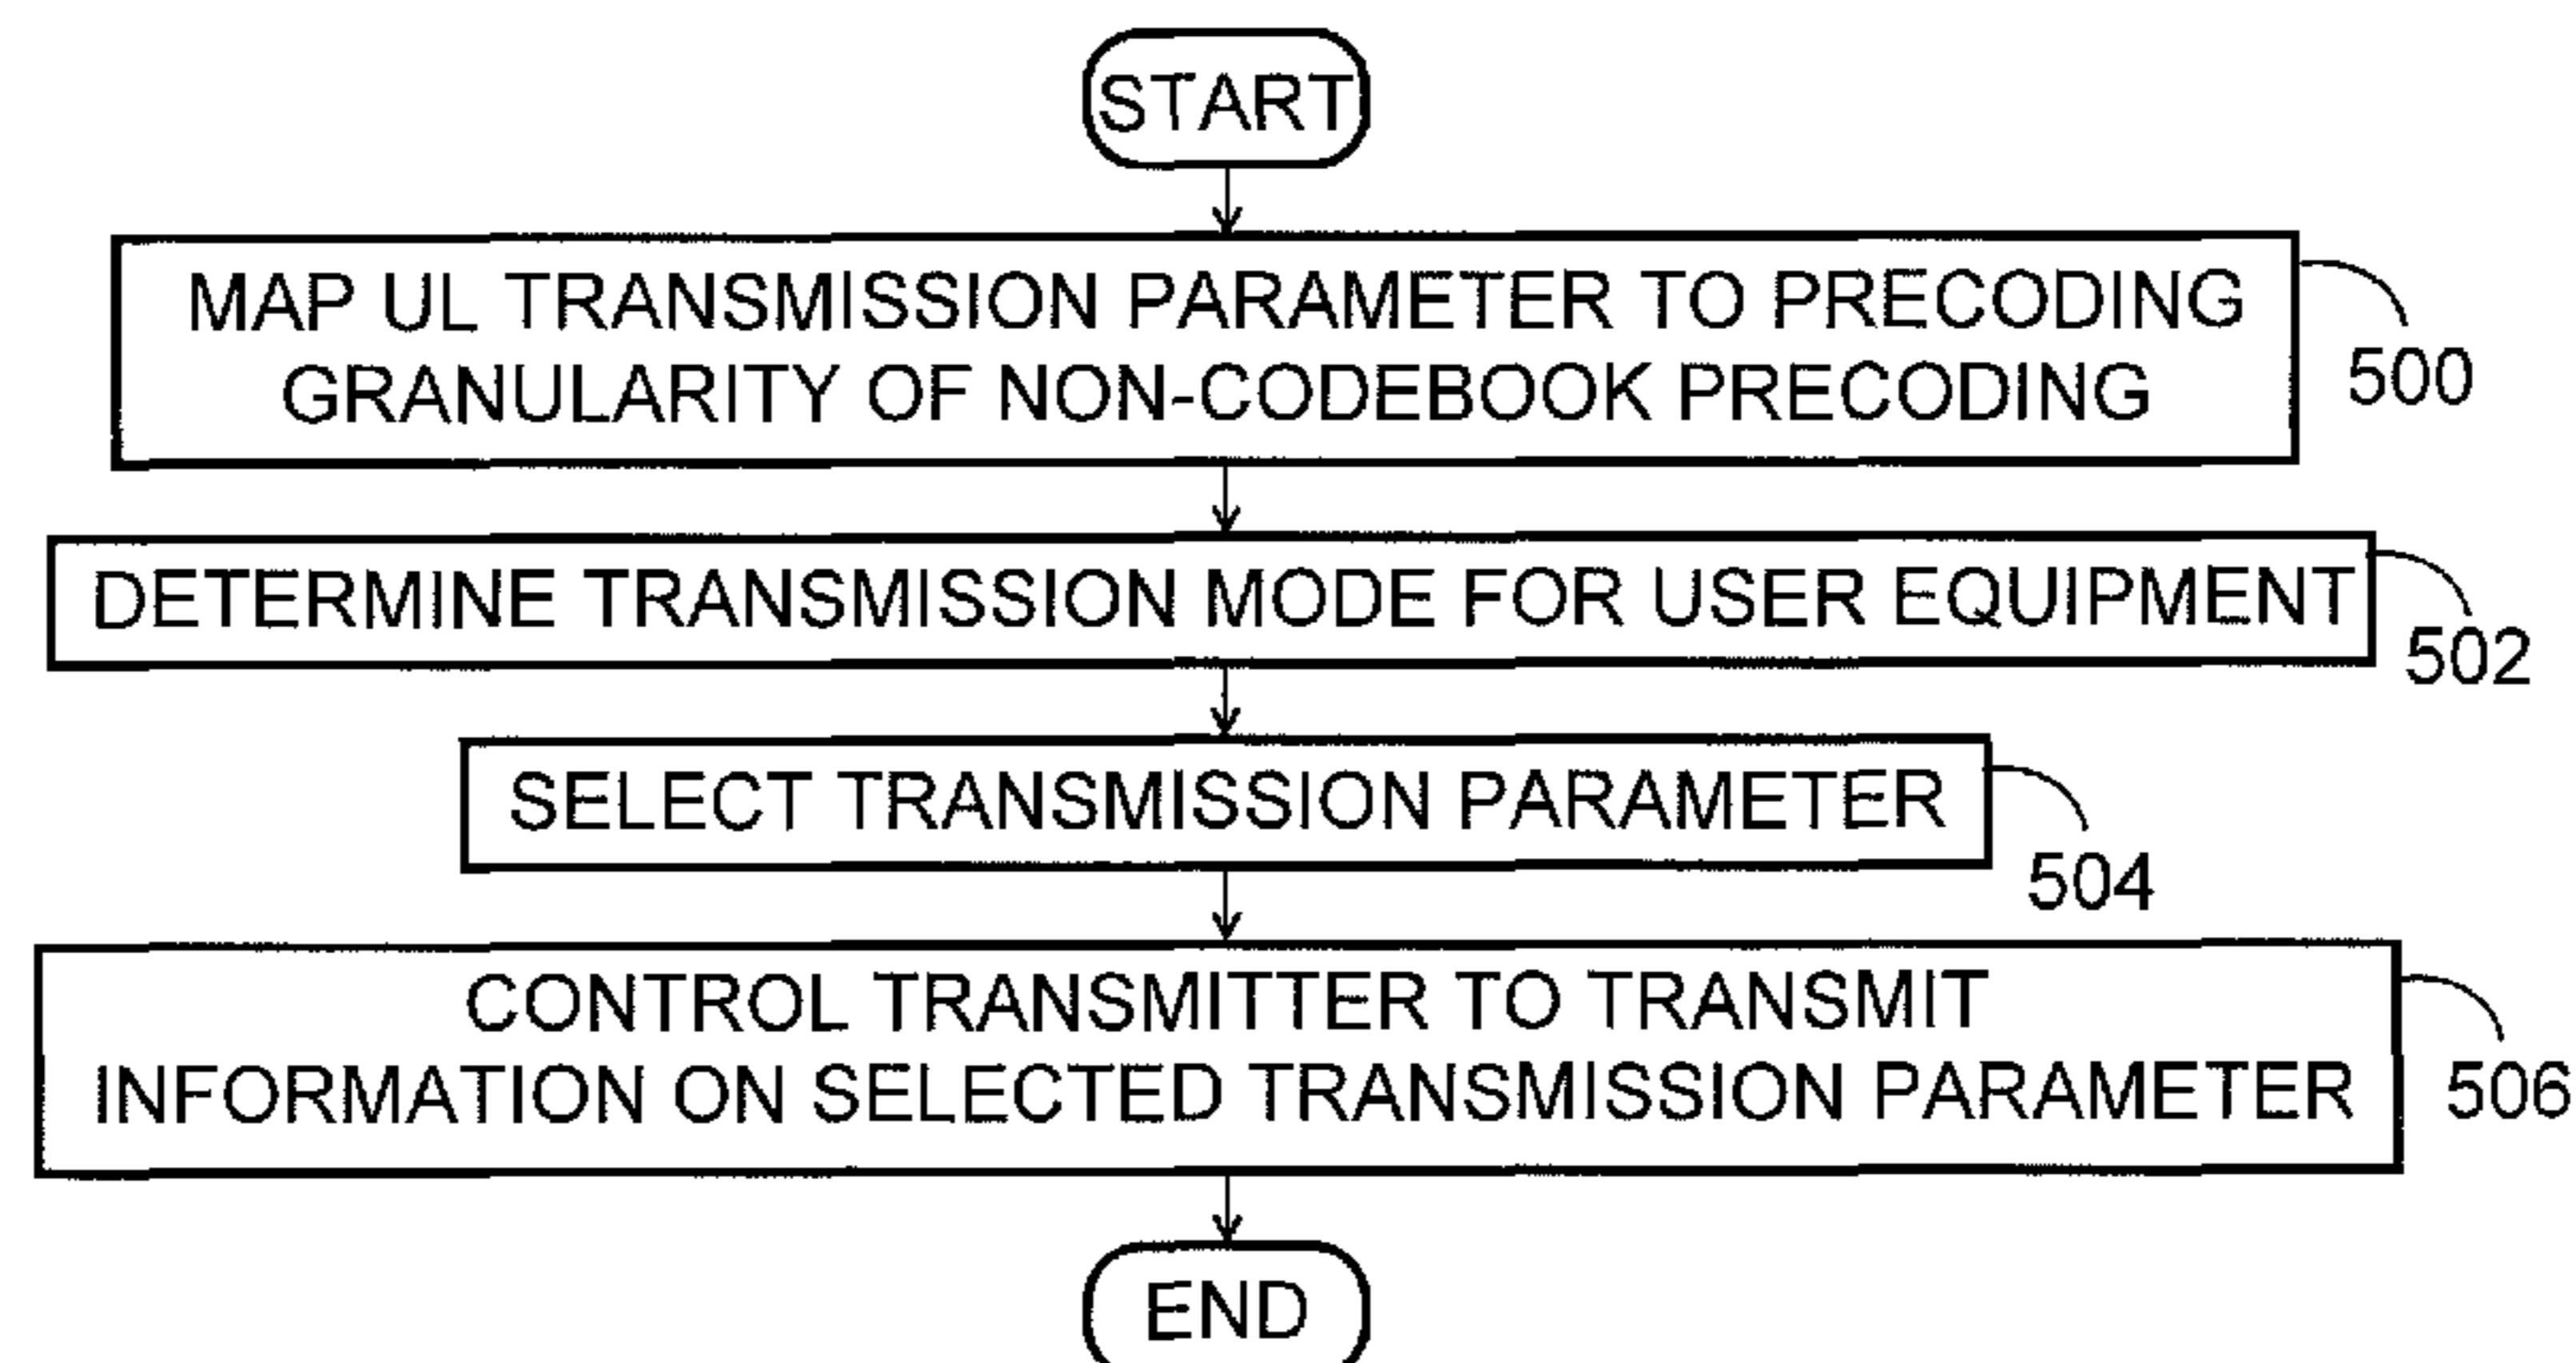 START
MAP UL TRANSMISSION PARAMETER TO PRECODING
GRANULARITY OF NON-CODEBOOK PRECODING
500
DETERMINE TRANSMISSION MODE FOR USER EQUIPMENT
502
SELECT TRANSMISSION PARAMETER
504
CONTROL TRANSMITTER TO TRANSMIT
INFORMATION ON SELECTED TRANSMISSION PARAMETER
506
END